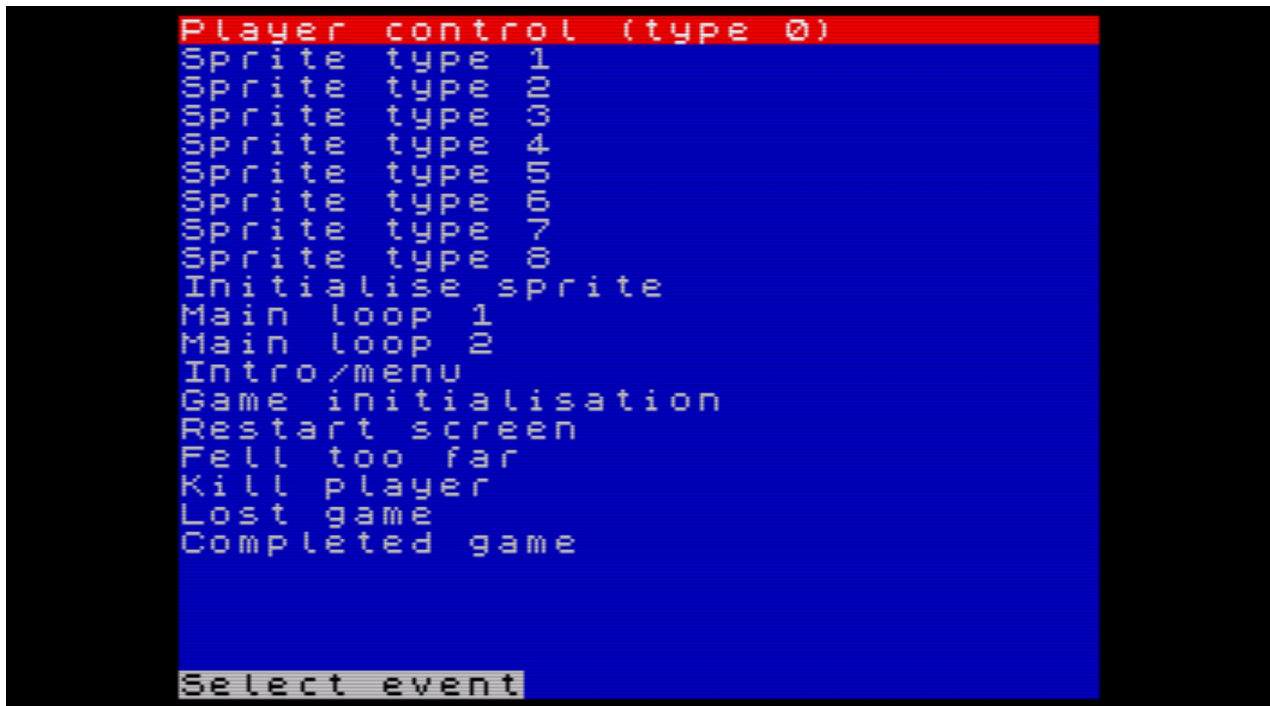 Player control (type 0)
Sprite type 1
Sprite type 2
Sprite type 3
Sprite type 4
Sprite type 5
Sprite type 6
Sprite type 7
Sprite type 8
Initialise sprite
Main loop 1
Main loop 2
Intro/menu
Game initialisation
Restart screen
Fell too far
Kill player
Lost game
Completed game
Select event